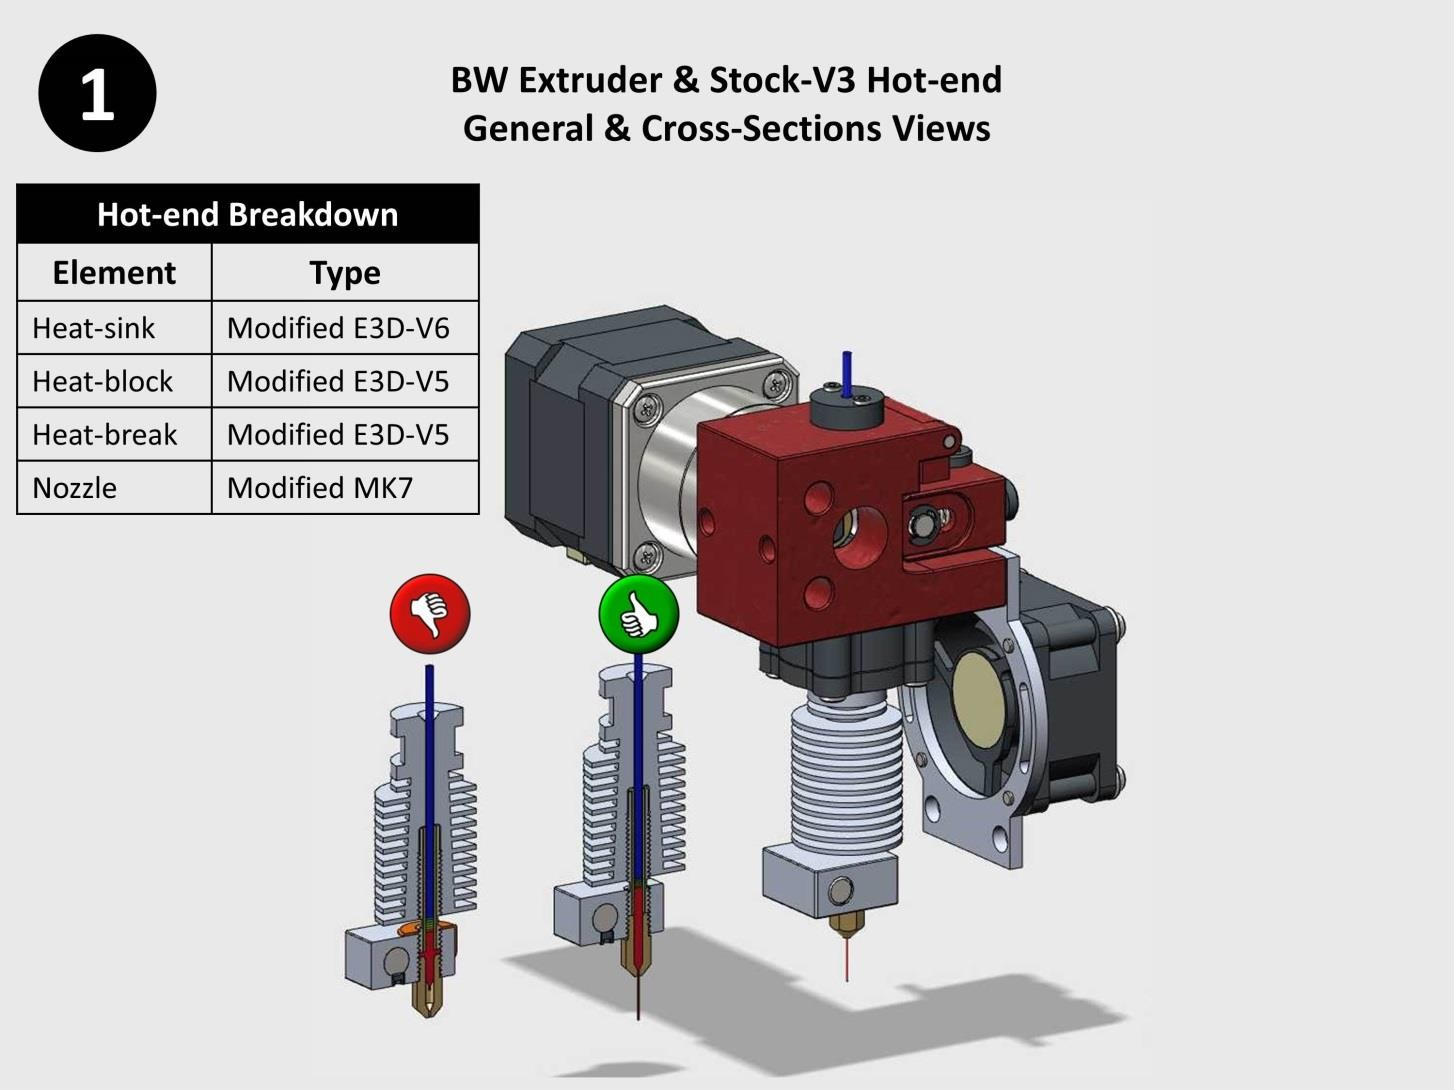 1
BW Extruder & Stock-V3 Hot-end
General & Cross-Sections Views
Hot-end Breakdown
Element Type
Heat-sink Modified E3D-V6
Heat-block Modified E3D-V5
Heat-break Modified E3D-V5
Nozzle Modified MK7